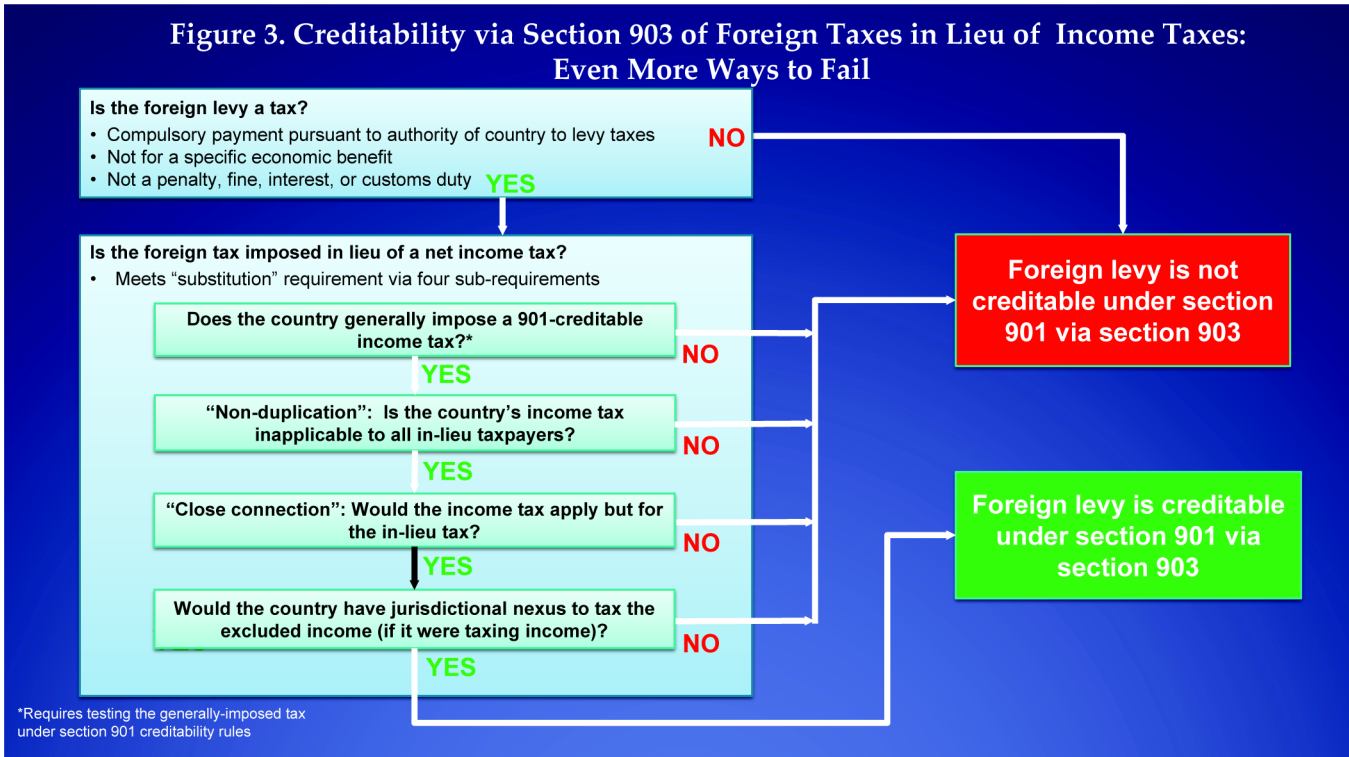 Figure 3. Creditability via Section 903 of Foreign Taxes in Lieu of Income Taxes:
Even More Ways to Fail
Is the foreign levy a tax?
• Compulsory payment pursuant to authority of country to levy taxes
• Not for a specific economic benefit
• Not a penalty, fine, interest, or customs duty
YES
NO
Is the foreign tax imposed in lieu of a net income tax?
• Meets “substitution” requirement via four sub-requirements
Does the country generally impose a 901-creditable
income tax?*
NO
YES
“Non-duplication”: Is the country’s income tax
inapplicable to all in-lieu taxpayers?
NO
YES
“Close connection”: Would the income tax apply but for
the in-lieu tax?
NO
YES
Would the country have jurisdictional nexus to tax the
excluded income (if it were taxing income)?
NO
YES
Foreign levy is not
creditable under section
901 via section 903
Foreign levy is creditable
under section 901 via
section 903
*Requires testing the generally-imposed tax
under section 901 creditability rules